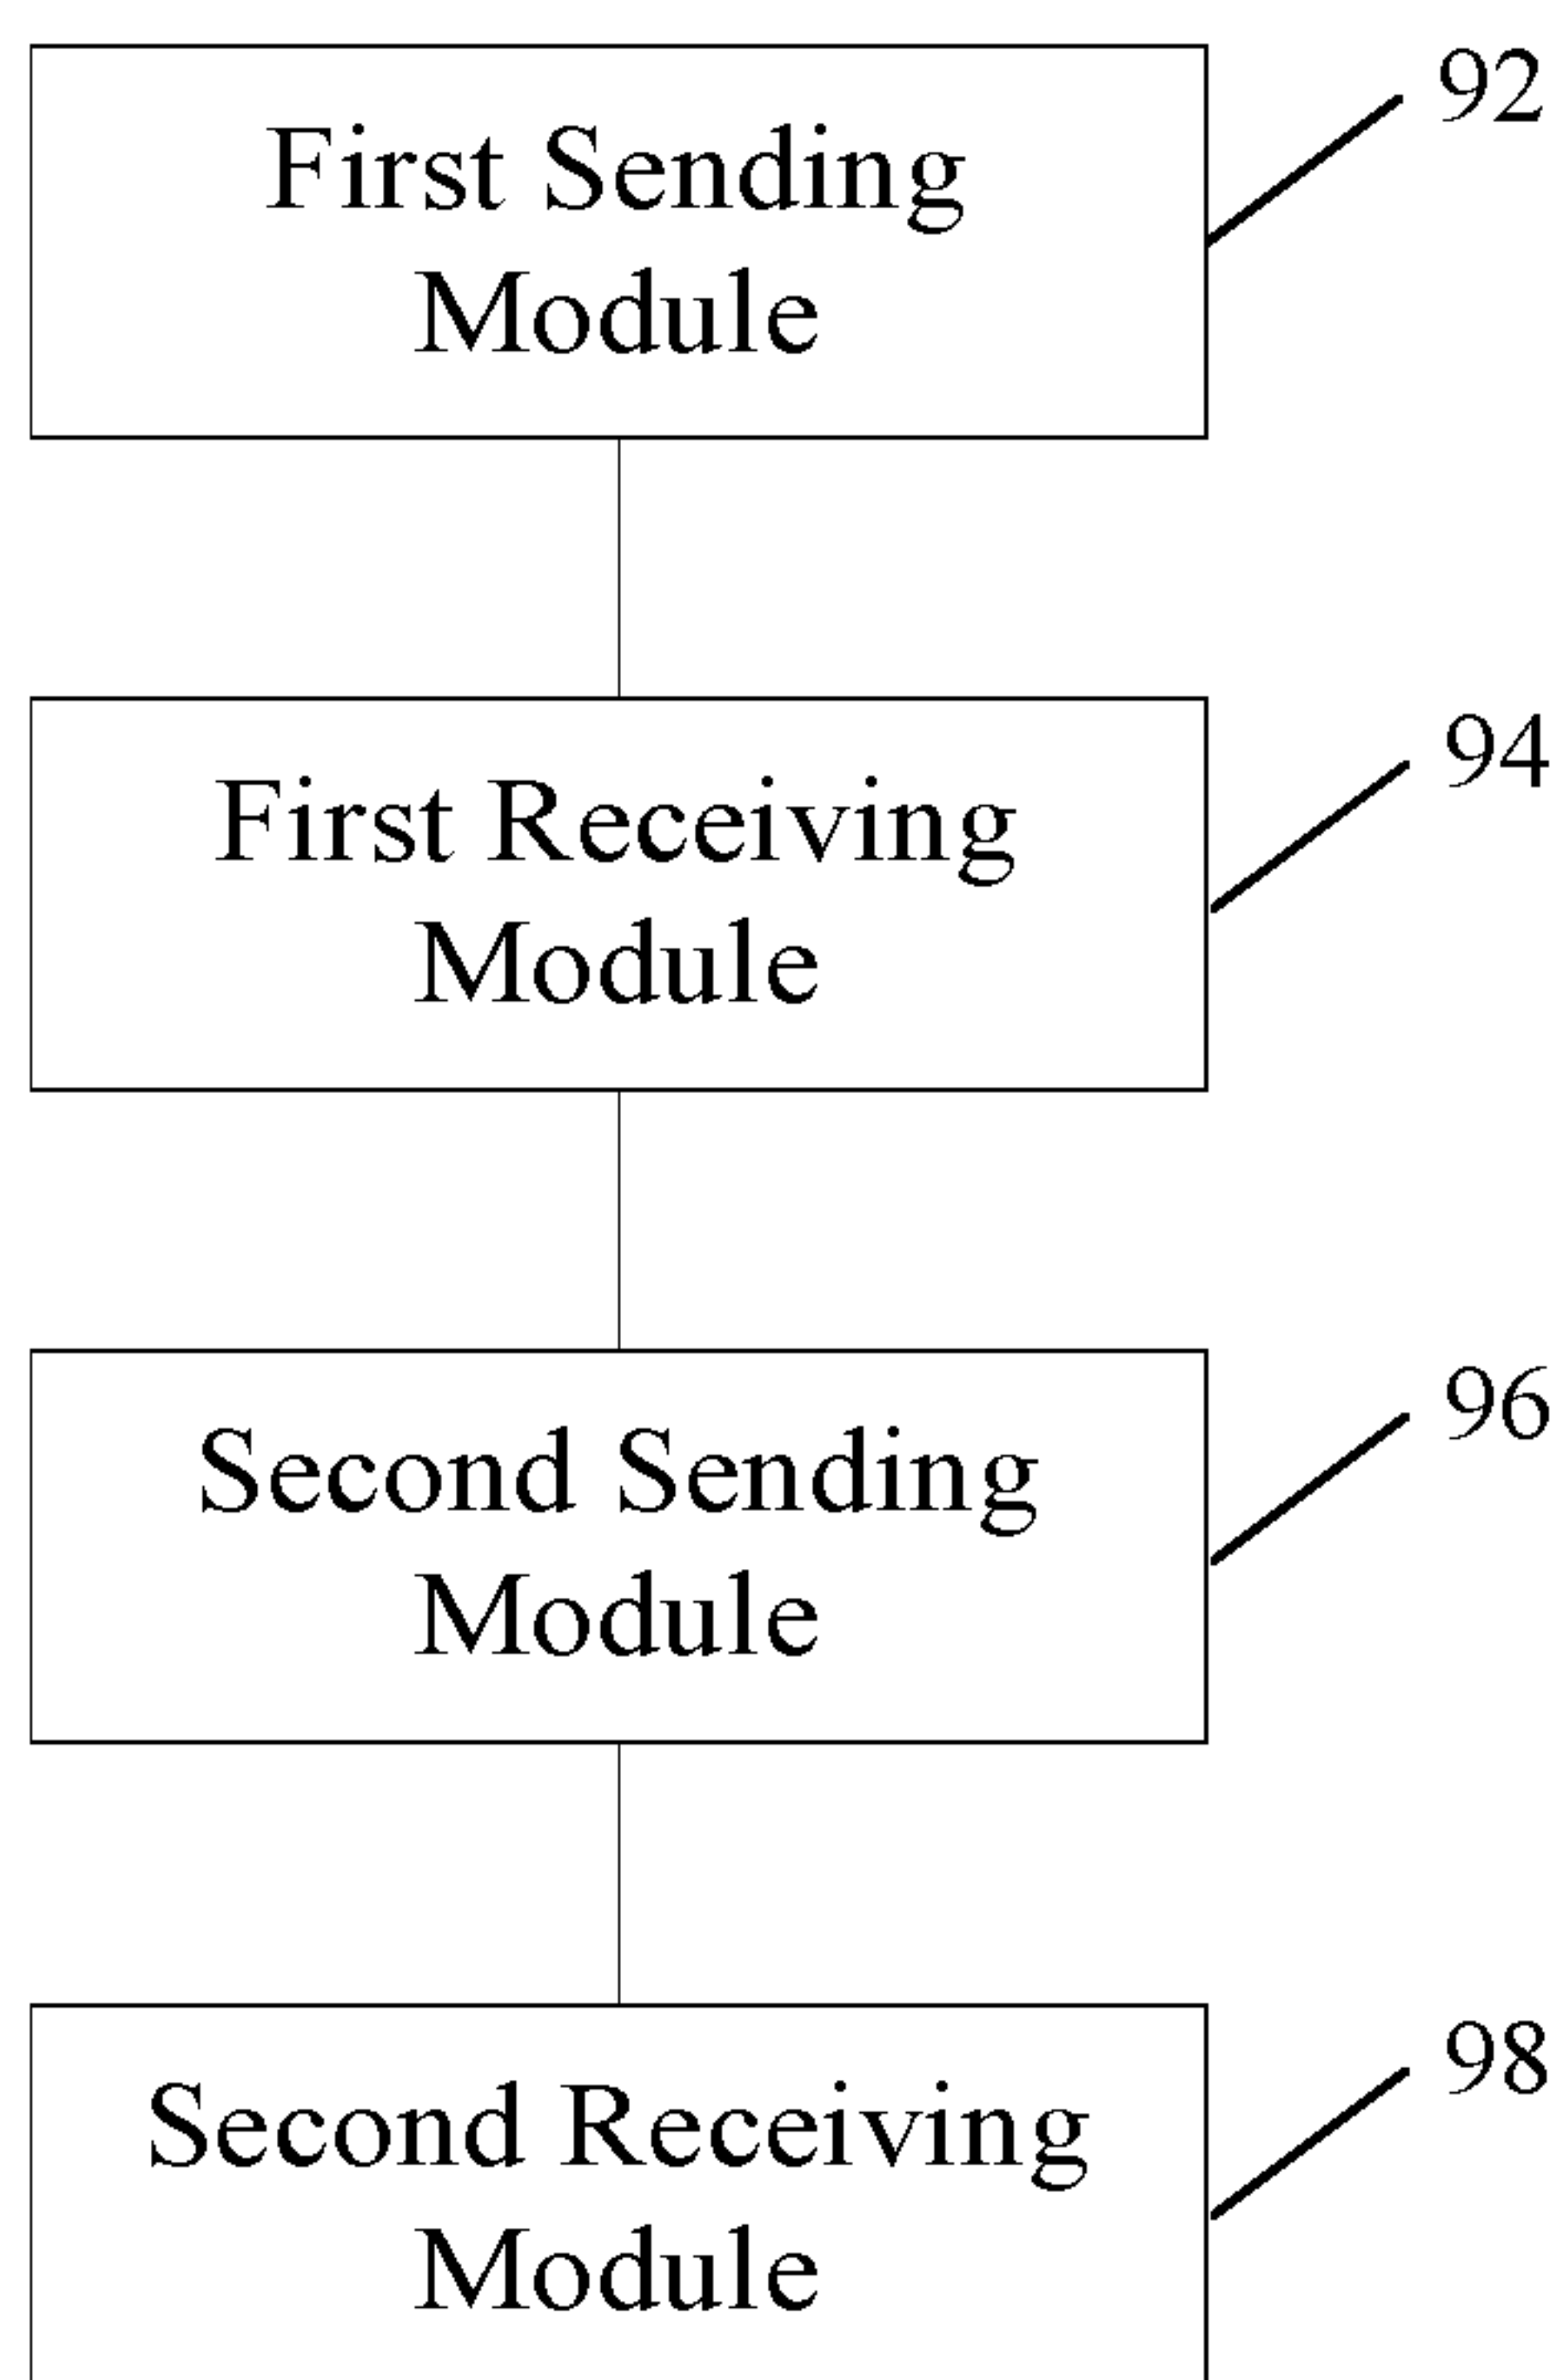 First Sending
Module
92
First Receiving
Module
94
Second Sending
Module
96
Second Receiving
Module
98